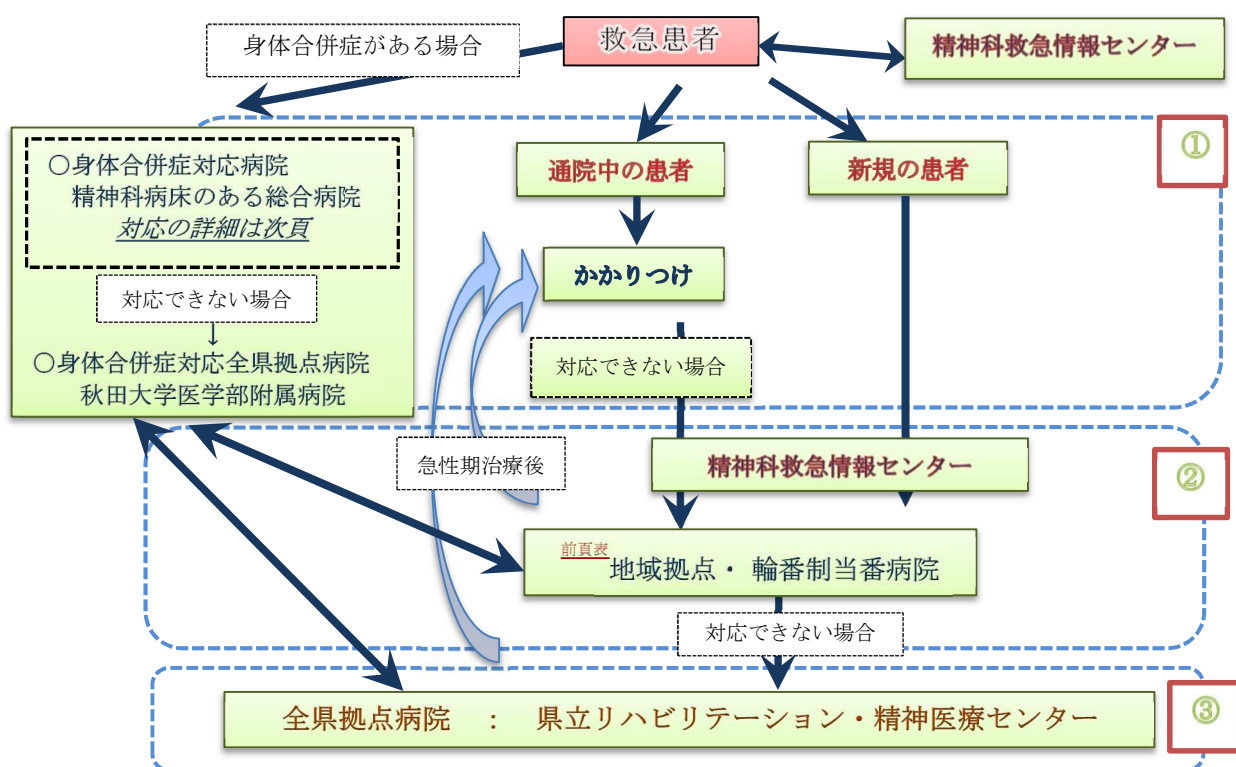 身体合併症がある場合
救急患者
精神科救急情報センター
①
○身体合併症対応病院
精神科病床のある総合病院
対応の詳細は次頁
対応できない場合
↓
○身体合併症対応全県拠点病院
秋田大学医学部附属病院
通院中の患者
新規の患者
かかりつけ
対応できない場合
急性期治療後
精神科救急情報センター
②
前頁表
地域拠点・ 輪番制当番病院
対応できない場合
全県拠点病院 : 県立リハビリテーション・精神医療センター
③